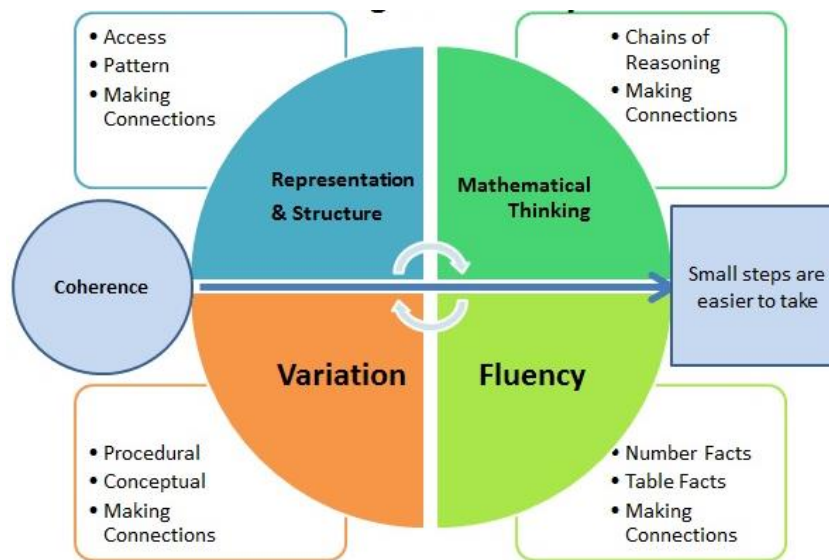 • Access
• Pattern
• Making
Connections
• Chains of
Reasoning
• Making
Connections
Representation
& Structure
Mathematical
Thinking
Coherence
Small steps are
easier to take
Variation
Fluency
• Procedural
• Conceptual
• Making
Connections
• Number Facts
• Table Facts
• Making
Connections